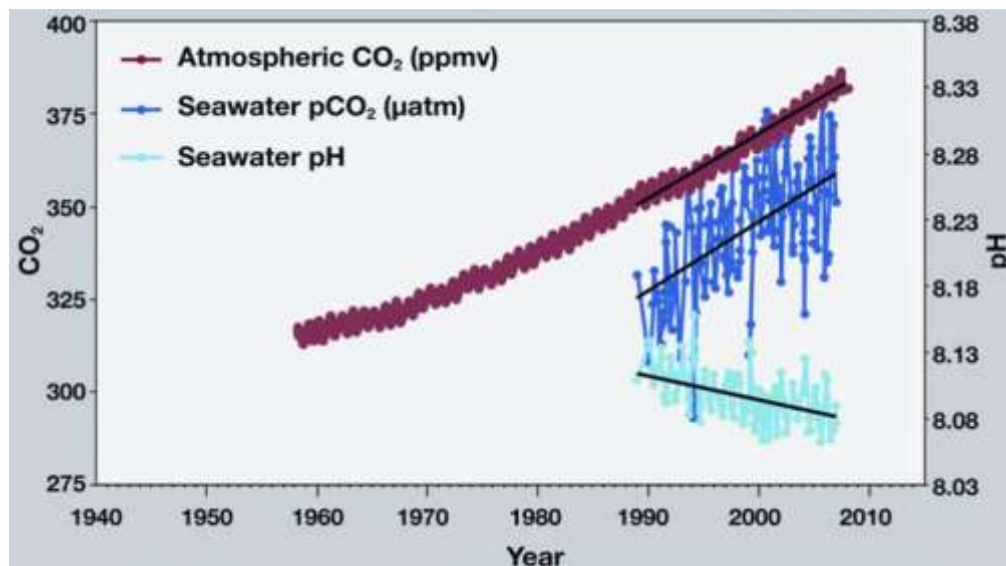 400
375
350
325
300
275
CO₂
Atmospheric CO₂ (ppmv)
Seawater pCO₂ (µatm)
Seawater pH
8.38
8.33
8.28
8.23
8.18
8.13
8.08
8.03
pH
1940 1950 1960 1970 1980 1990 2000 2010
Year